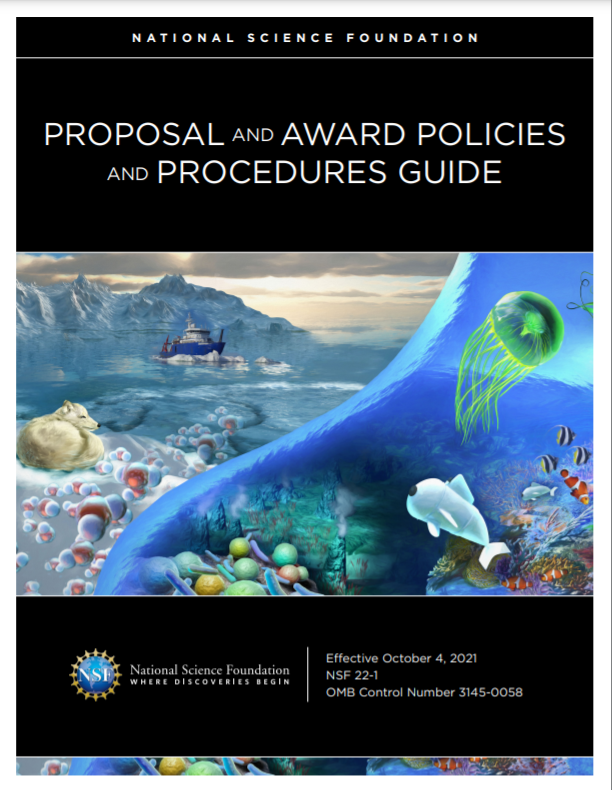 NATIONAL SCIENCE FOUNDATION
PROPOSAL AND AWARD POLICIES
AND PROCEDURES GUIDE
NSF
National Science Foundation
WHERE DISCOVERIES BEGIN
Effective October 4, 2021
NSF 22-1
OMB Control Number 3145-0058